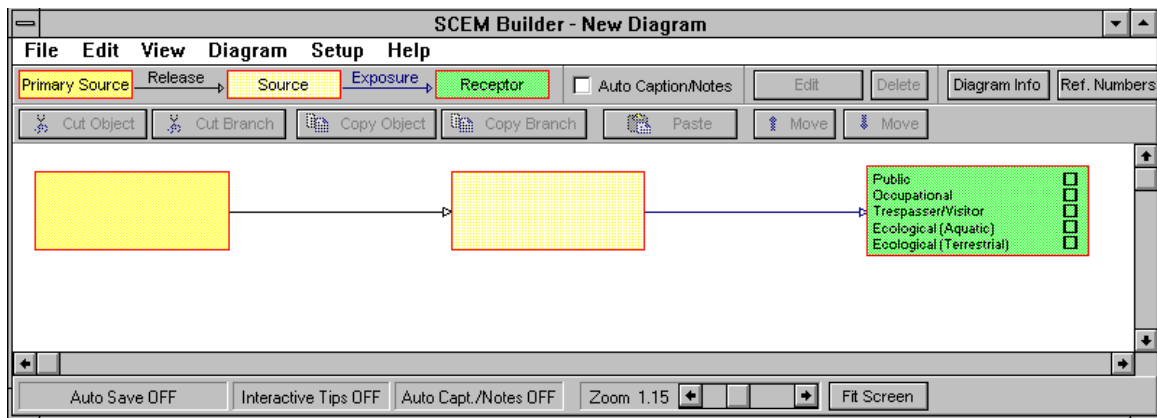 SCEM Builder - New Diagram
File Edit View Diagram Setup Help
Primary Source Release Source Exposure Receptor Auto Caption/Notes Edit Delete Diagram Info Ref. Numbers
Cut Object Cut Branch Copy Object Copy Branch Paste Move Move
Public
Occupational
Trespasser/Visitor
Ecological (Aquatic)
Ecological (Terrestrial)
Auto Save OFF Interactive Tips OFF Auto Capt./Notes OFF Zoom 1.15 Fit Screen